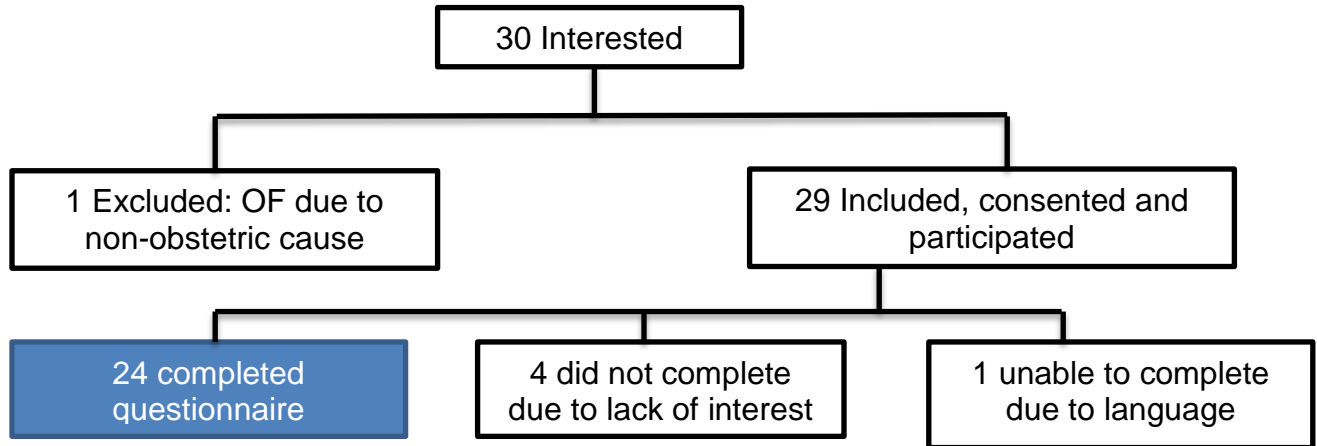 30 Interested
1 Excluded: OF due to
non-obstetric cause
29 Included, consented and
participated
24 completed
questionnaire
4 did not complete
due to lack of interest
1 unable to complete
due to language